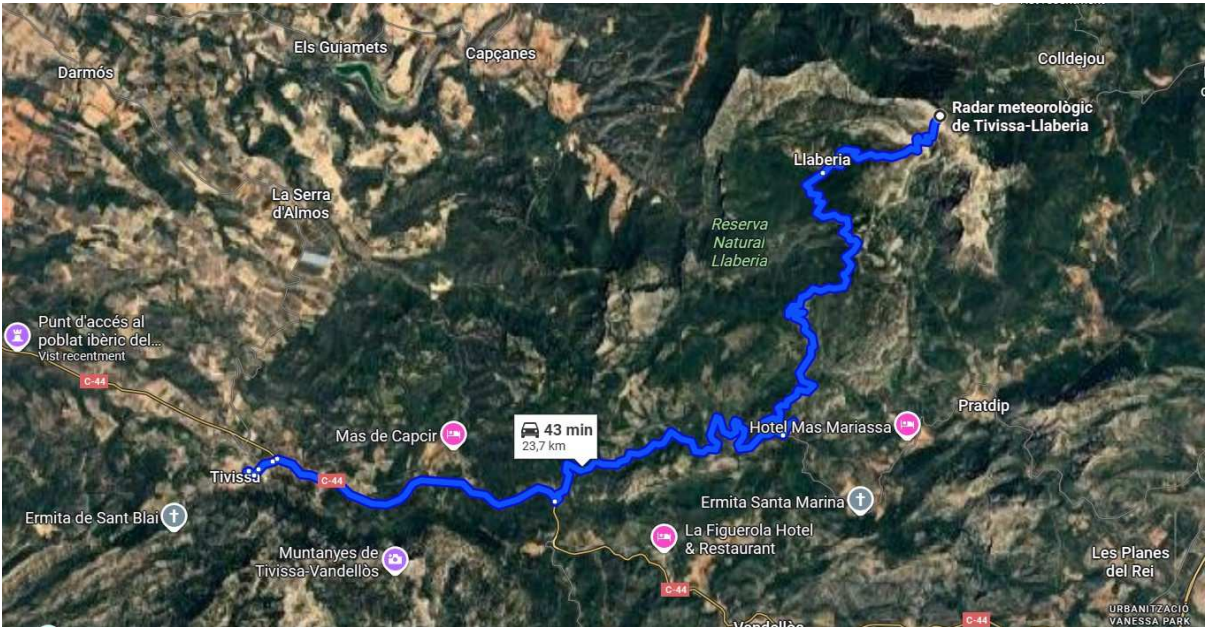 Els Guiamets
Capçanes
Darmós
Colldejou
Radar meteorològic
de Tivissa-Llaberia
Llaberia
La Serra
d'Almos
Reserva
Natural
Llaberia
Punt d'accés al
poblat ibèric del...
Vist recentment
C-44
Pratdip
Hotel Mas Mariassa
Mas de Capcir
43 min
23,7 km
Tivissa
C-44
Ermita de Sant Blai
Ermita Santa Marina
La Figuerola Hotel
& Restaurant
Muntanyes de
Tivissa-Vandellòs
Les Planes
del Rei
C-44
URBANITZACIÓ
VANESSA PARK
C-44
Vandellòs